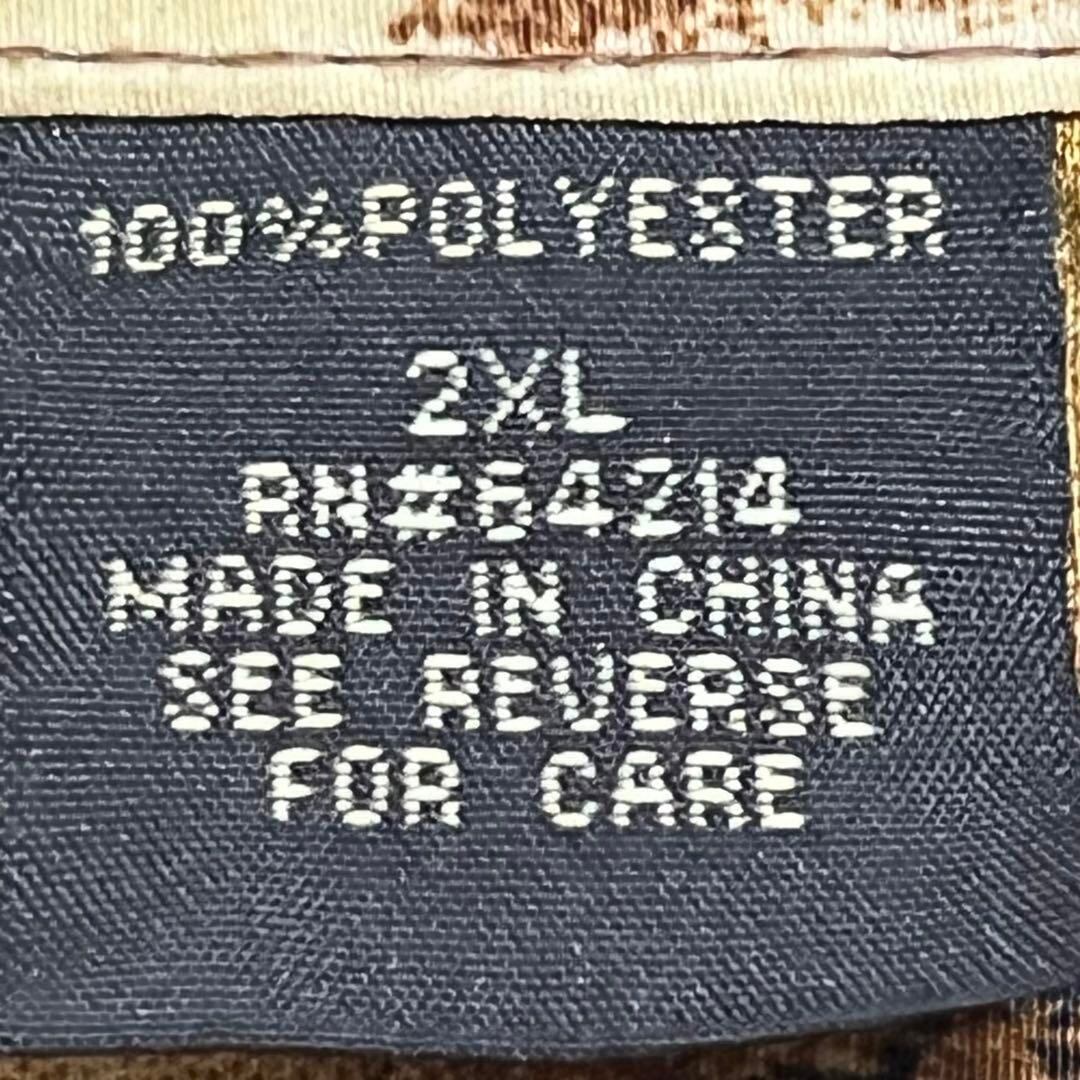 100%POLYESTER
2XL
RN#64214
MADE IN CHINA
SEE REVERSE
FOR CARE